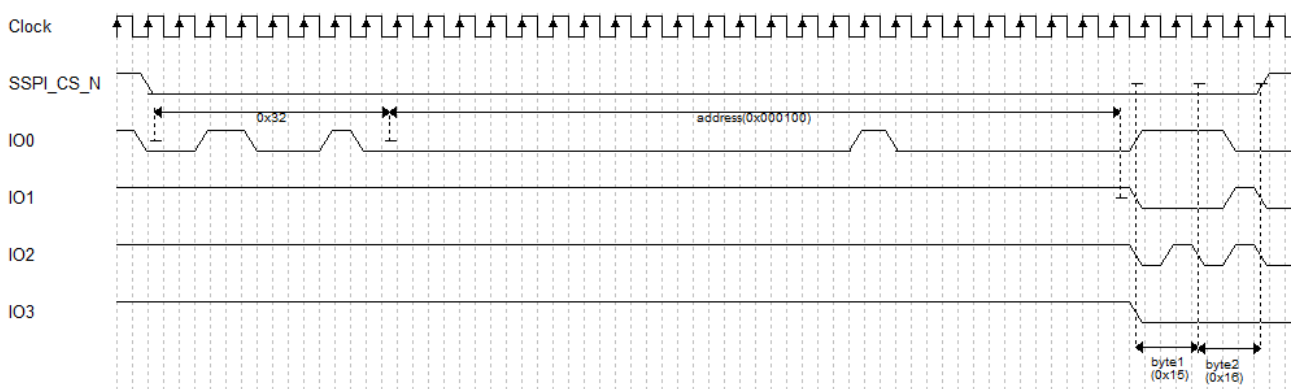 Clock
SSPI_CS_N
0x32
address(0x000100)
IO0
IO1
IO2
IO3
byte1
(0x15)
byte2
(0x16)